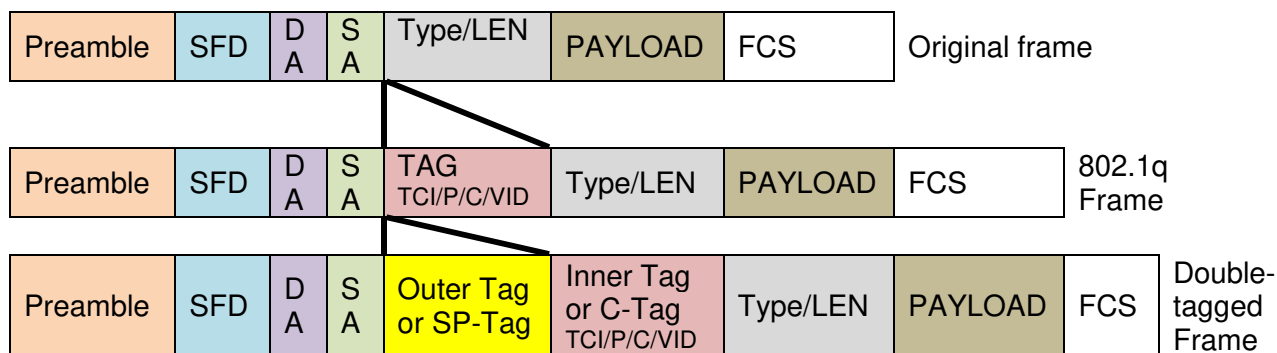 Preamble SFD D A S A Type/LEN PAYLOAD FCS Original frame
Preamble SFD D A S A TAG TCI/P/C/VID Type/LEN PAYLOAD FCS 802.1q Frame
Preamble SFD D A S A Outer Tag or SP-Tag Inner Tag or C-Tag TCI/P/C/VID Type/LEN PAYLOAD FCS Double-tagged Frame